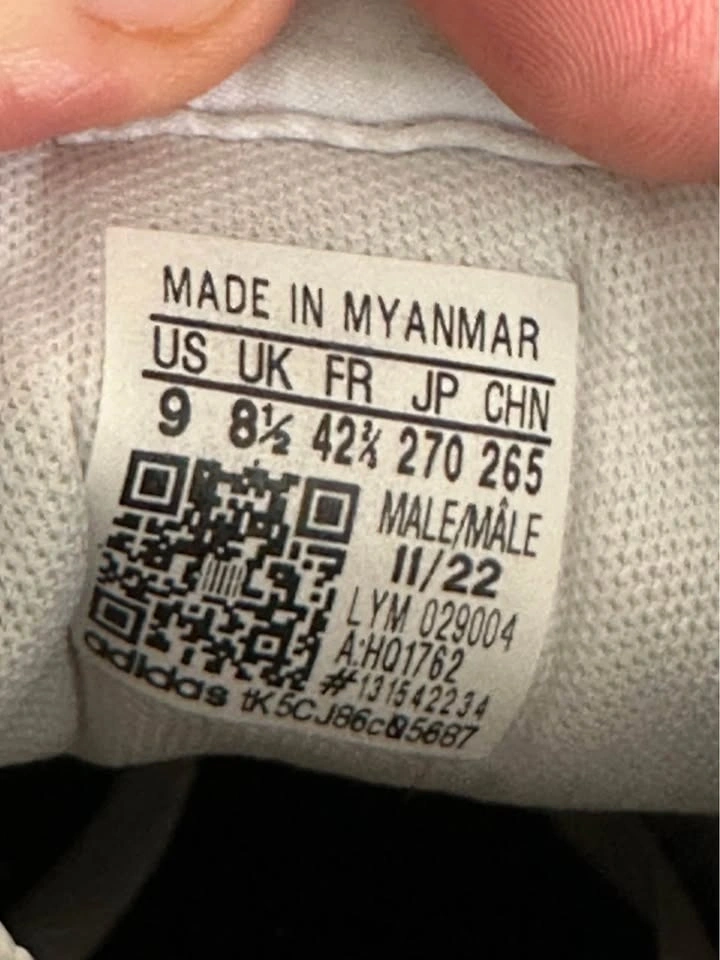 MADE IN MYANMAR
US UK FR JP CHN
9 8½ 42⅔ 270 265
MALE/MÂLE
11/22
LYM 029004
A:HQ1762
#131542234
adidas